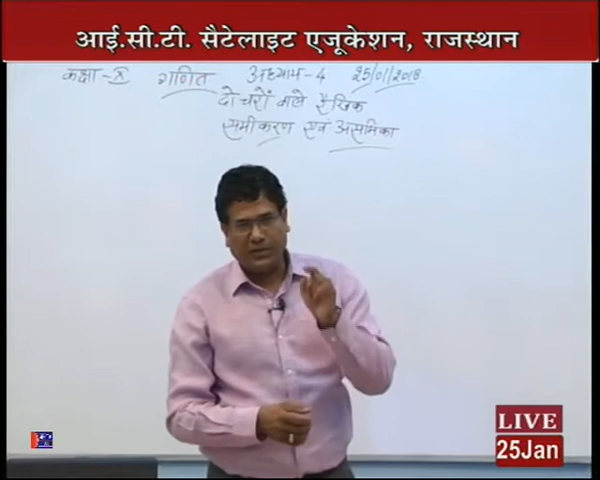 आई.सी.टी. सैटेलाइट एजूकेशन, राजस्थान
कक्षा - X गणित अध्याय - 4 25/01/2018
दो चरों वाले रैखिक
समीकरण एवं असमिका
LIVE
25Jan